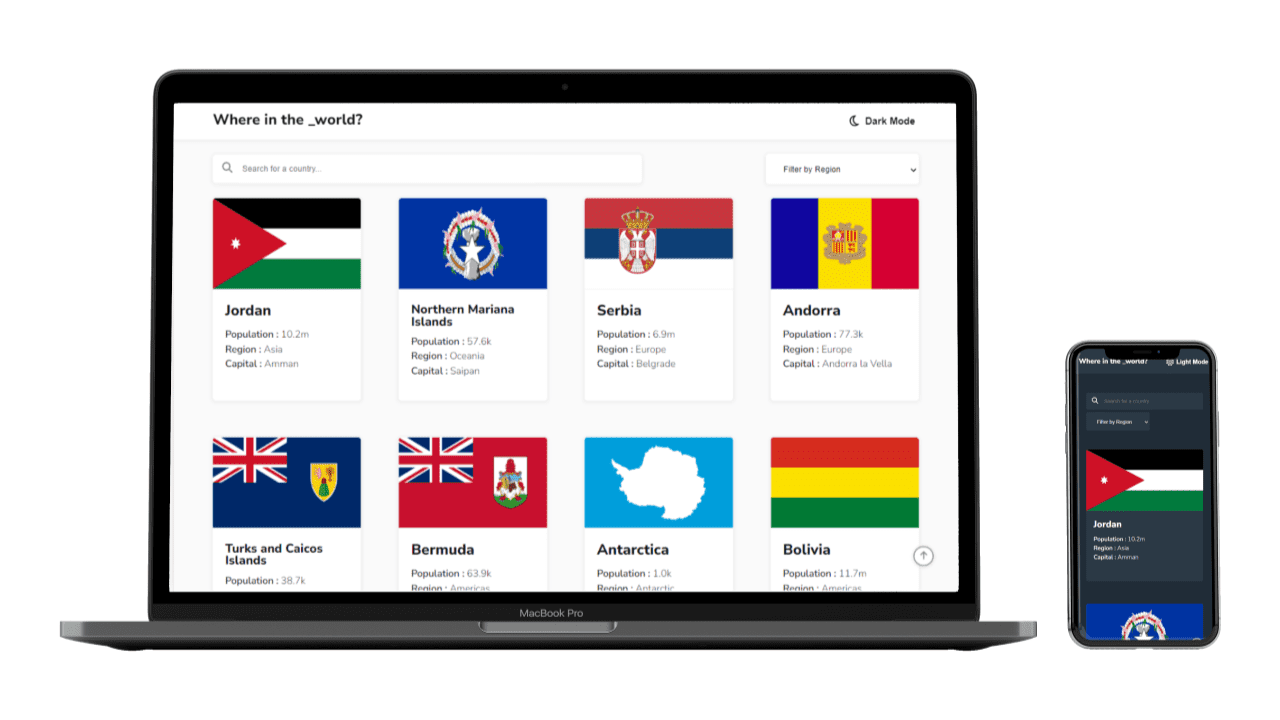 Where in the _world?
Dark Mode
Search for a country...
Filter by Region
Jordan
Population : 10.2m
Region : Asia
Capital : Amman
Northern Mariana
Islands
Population : 57.6k
Region : Oceania
Capital : Saipan
Serbia
Population : 6.9m
Region : Europe
Capital : Belgrade
Andorra
Population : 77.3k
Region : Europe
Capital : Andorra la Vella
Turks and Caicos
Islands
Population : 38.7k
Bermuda
Population : 63.9k
Region : Americas
Antarctica
Population : 1.0k
Region : Antarctic
Bolivia
Population : 11.7m
Region : Americas
MacBook Pro
Where in the _world?
Light Mode
Search for a country
Filter by Region
Jordan
Population : 10.2m
Region : Asia
Capital : Amman